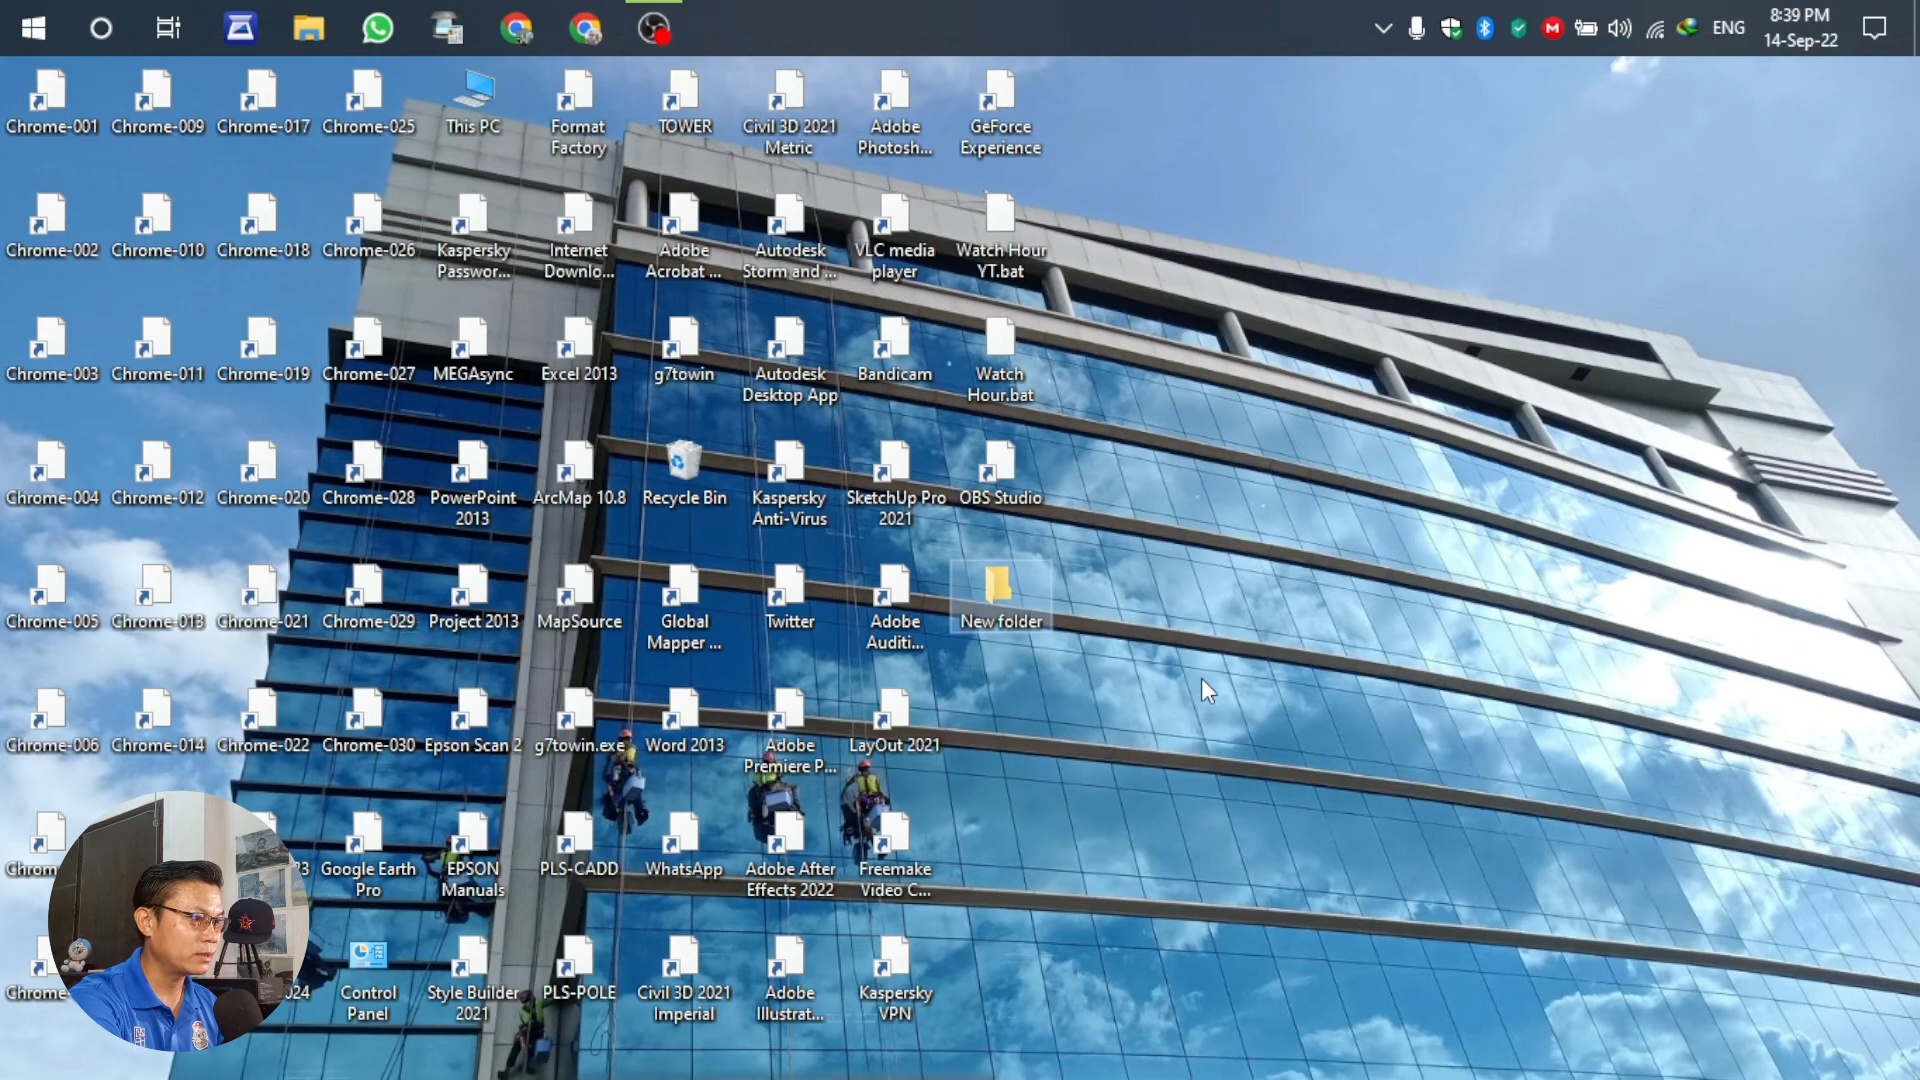 ENG
8:39 PM
14-Sep-22
Chrome-001
Chrome-009
Chrome-017
Chrome-025
This PC
Format
Factory
TOWER
Civil 3D 2021
Metric
Adobe
Photosh...
GeForce
Experience
Chrome-002
Chrome-010
Chrome-018
Chrome-026
Kaspersky
Passwor...
Internet
Downlo...
Adobe
Acrobat ...
Autodesk
Storm and ...
VLC media
player
Watch Hour
YT.bat
Chrome-003
Chrome-011
Chrome-019
Chrome-027
MEGAsync
Excel 2013
g7towin
Autodesk
Desktop App
Bandicam
Watch
Hour.bat
Chrome-004
Chrome-012
Chrome-020
Chrome-028
PowerPoint
2013
ArcMap 10.8
Recycle Bin
Kaspersky
Anti-Virus
SketchUp Pro
2021
OBS Studio
Chrome-005
Chrome-013
Chrome-021
Chrome-029
Project 2013
MapSource
Global
Mapper ...
Twitter
Adobe
Auditi...
New folder
Chrome-006
Chrome-014
Chrome-022
Chrome-030
Epson Scan 2
g7towin.exe
Word 2013
Adobe
Premiere P...
LayOut 2021
Chrom
3
Google Earth
Pro
EPSON
Manuals
PLS-CADD
WhatsApp
Adobe After
Effects 2022
Freemake
Video C...
Chrome-
024
Control
Panel
Style Builder
2021
PLS-POLE
Civil 3D 2021
Imperial
Adobe
Illustrat...
Kaspersky
VPN